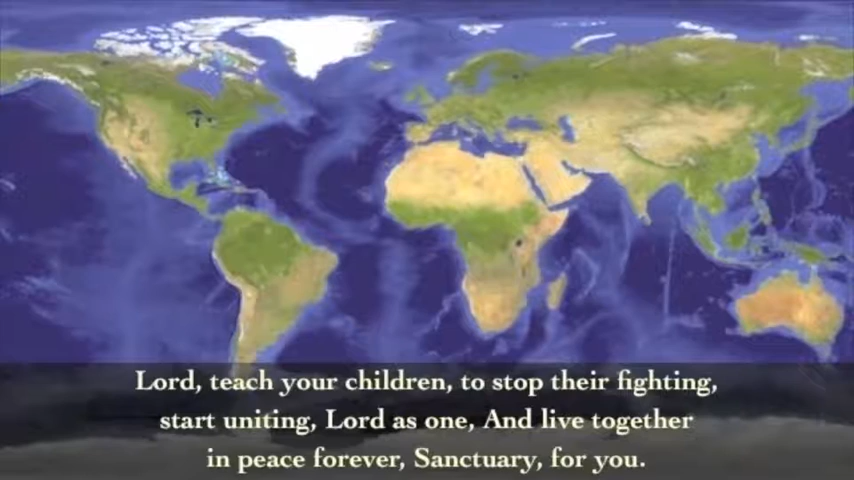 Lord, teach your children, to stop their fighting,
start uniting, Lord as one, And live together
in peace forever, Sanctuary, for you.